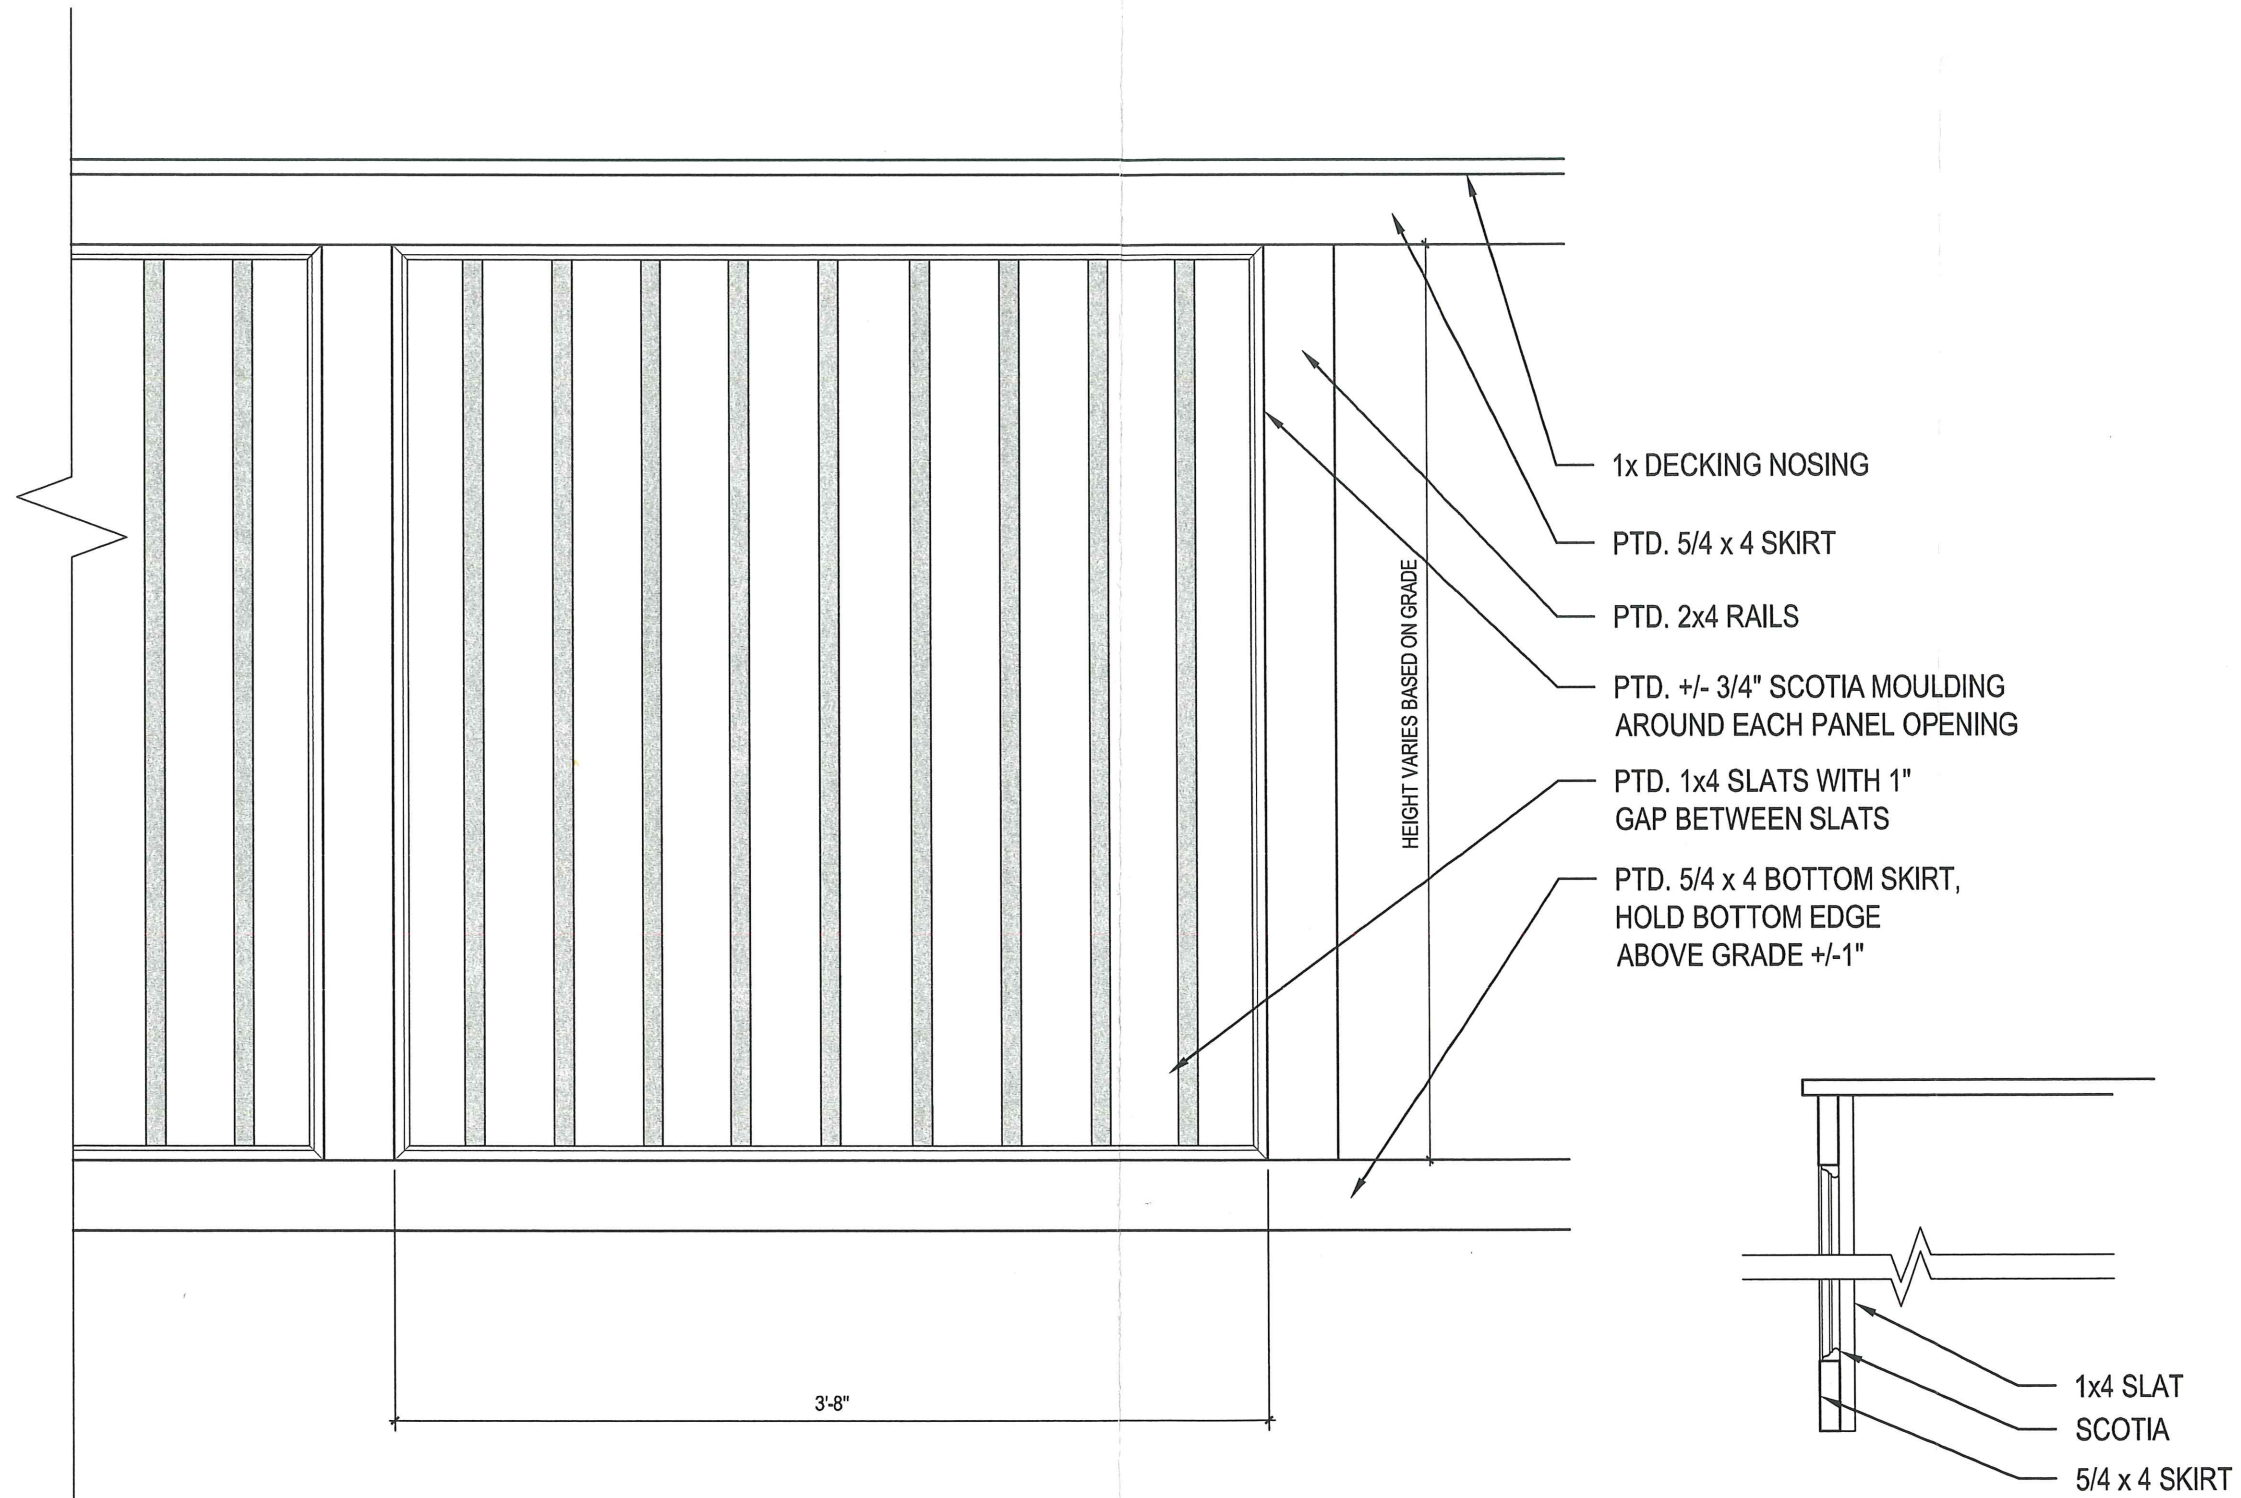 1x DECKING NOSING
PTD. 5/4 x 4 SKIRT
PTD. 2x4 RAILS
PTD. +/- 3/4" SCOTIA MOULDING
AROUND EACH PANEL OPENING
PTD. 1x4 SLATS WITH 1"
GAP BETWEEN SLATS
PTD. 5/4 x 4 BOTTOM SKIRT,
HOLD BOTTOM EDGE
ABOVE GRADE +/-1"
HEIGHT VARIES BASED ON GRADE
3'-8"
1x4 SLAT
SCOTIA
5/4 x 4 SKIRT